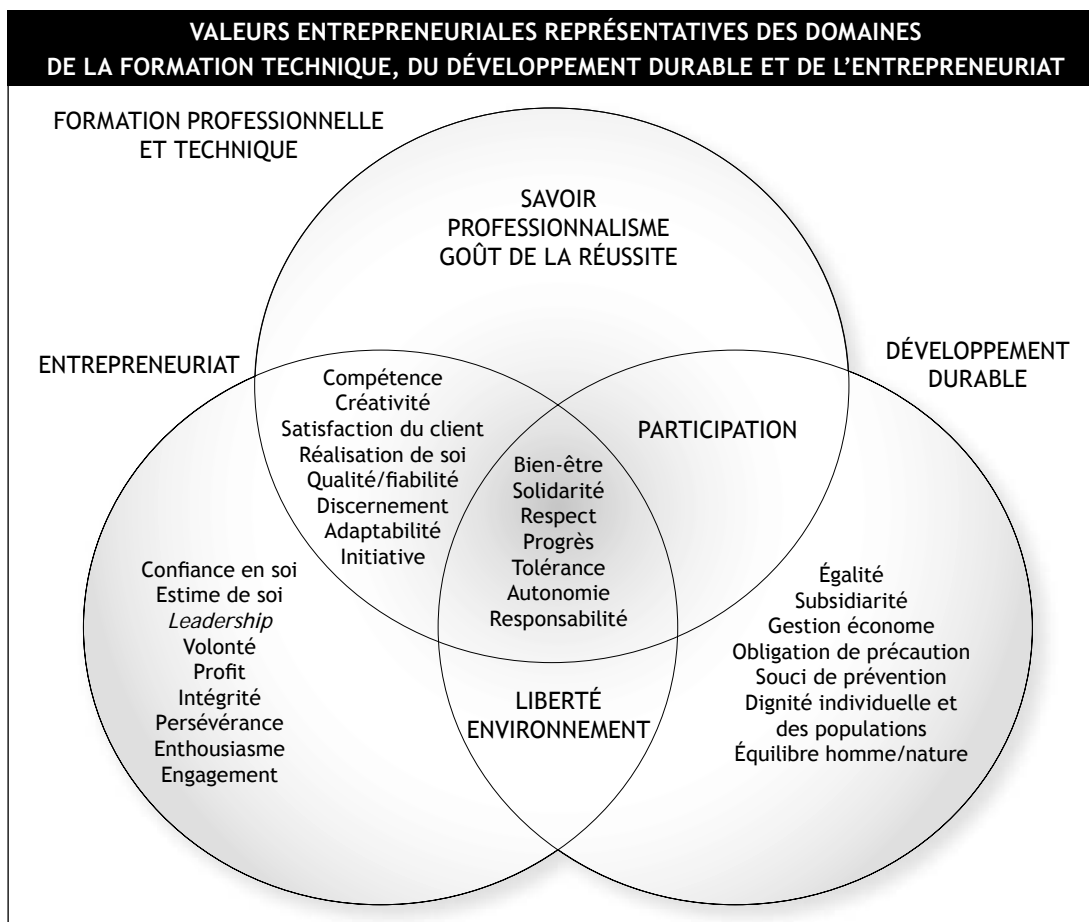 VALEURS ENTREPRENEURIALES REPRÉSENTATIVES DES DOMAINES
DE LA FORMATION TECHNIQUE, DU DÉVELOPPEMENT DURABLE ET DE L'ENTREPRENEURIAT
FORMATION PROFESSIONNELLE
ET TECHNIQUE
SAVOIR
PROFESSIONNALISME
GOÛT DE LA RÉUSSITE
ENTREPRENEURIAT
DÉVELOPPEMENT
DURABLE
Compétence
Créativité
Satisfaction du client
Réalisation de soi
Qualité/fiabilité
Discernement
Adaptabilité
Initiative
PARTICIPATION
Bien-être
Solidarité
Respect
Progrès
Tolérance
Autonomie
Responsabilité
Confiance en soi
Estime de soi
Leadership
Volonté
Profit
Intégrité
Persévérance
Enthousiasme
Engagement
Égalité
Subsidiarité
Gestion économe
Obligation de précaution
Souci de prévention
Dignité individuelle et
des populations
Équilibre homme/nature
LIBERTÉ
ENVIRONNEMENT